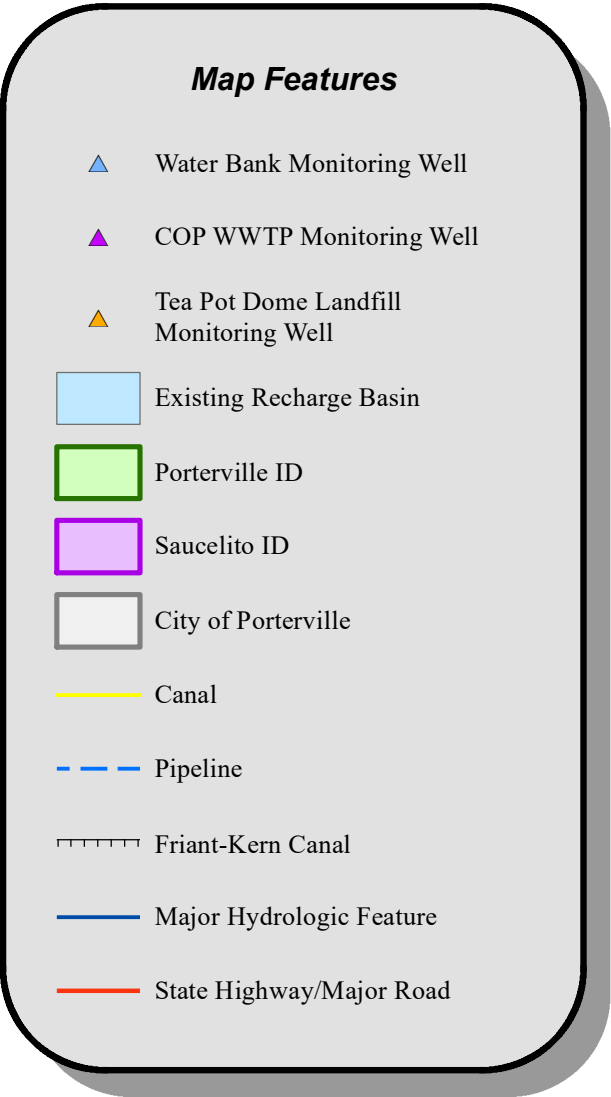 Map Features
Water Bank Monitoring Well
COP WWTP Monitoring Well
Tea Pot Dome Landfill
Monitoring Well
Existing Recharge Basin
Porterville ID
Saucelito ID
City of Porterville
Canal
Pipeline
Friant-Kern Canal
Major Hydrologic Feature
State Highway/Major Road